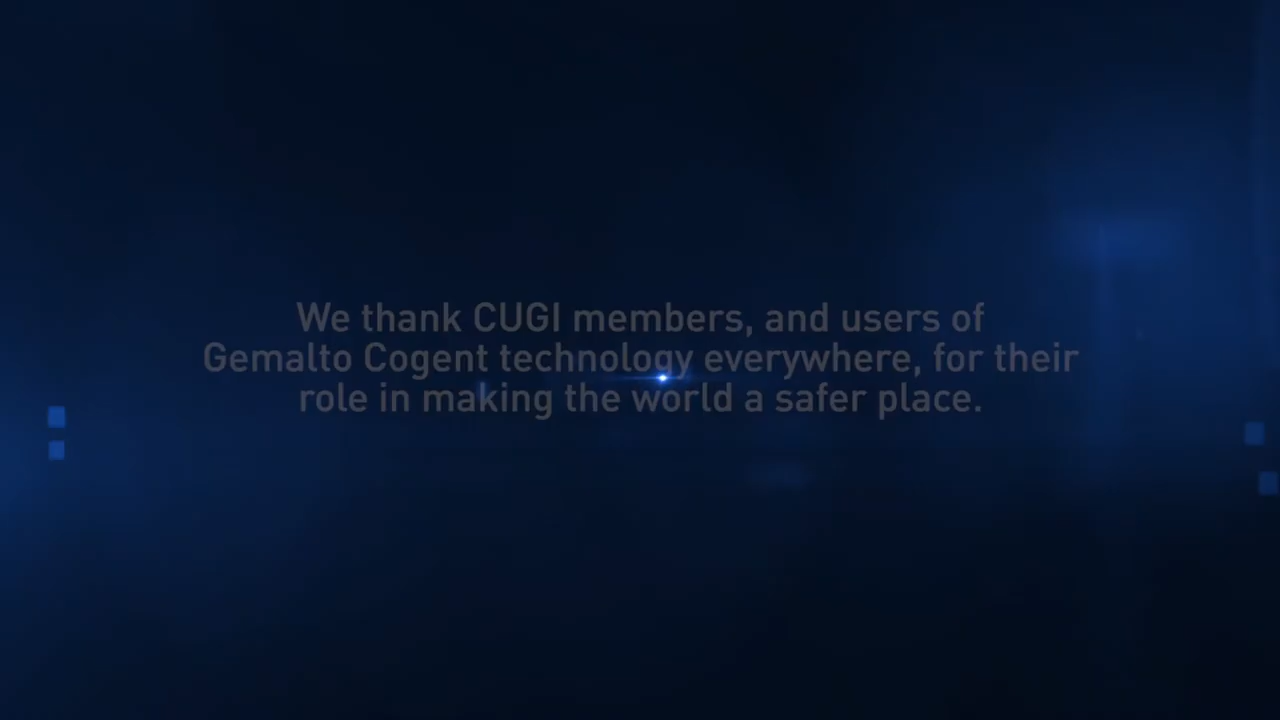 We thank CUGI members, and users of
Gemalto Cogent technology everywhere, for their
role in making the world a safer place.